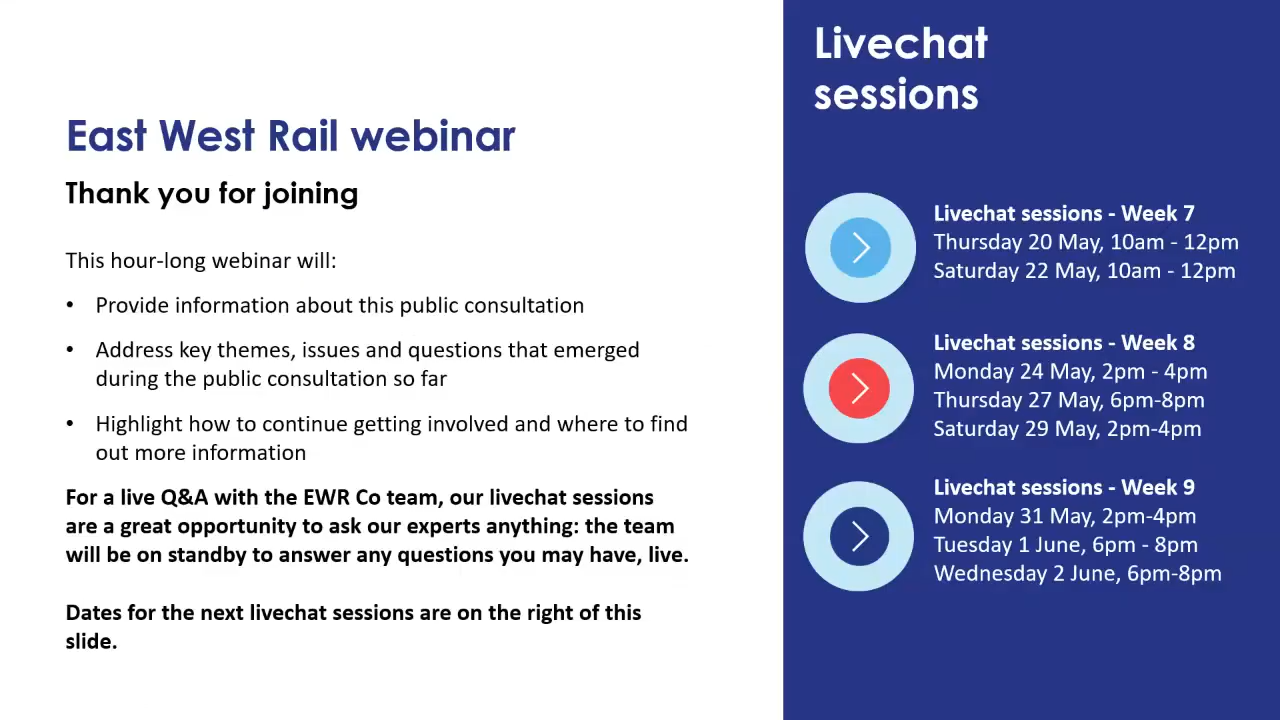 East West Rail webinar
Thank you for joining
This hour-long webinar will:
• Provide information about this public consultation
• Address key themes, issues and questions that emerged
during the public consultation so far
• Highlight how to continue getting involved and where to find
out more information
For a live Q&A with the EWR Co team, our livechat sessions
are a great opportunity to ask our experts anything: the team
will be on standby to answer any questions you may have, live.
Dates for the next livechat sessions are on the right of this
slide.
Livechat
sessions
Livechat sessions - Week 7
Thursday 20 May, 10am - 12pm
Saturday 22 May, 10am - 12pm
Livechat sessions - Week 8
Monday 24 May, 2pm - 4pm
Thursday 27 May, 6pm-8pm
Saturday 29 May, 2pm-4pm
Livechat sessions - Week 9
Monday 31 May, 2pm-4pm
Tuesday 1 June, 6pm - 8pm
Wednesday 2 June, 6pm-8pm